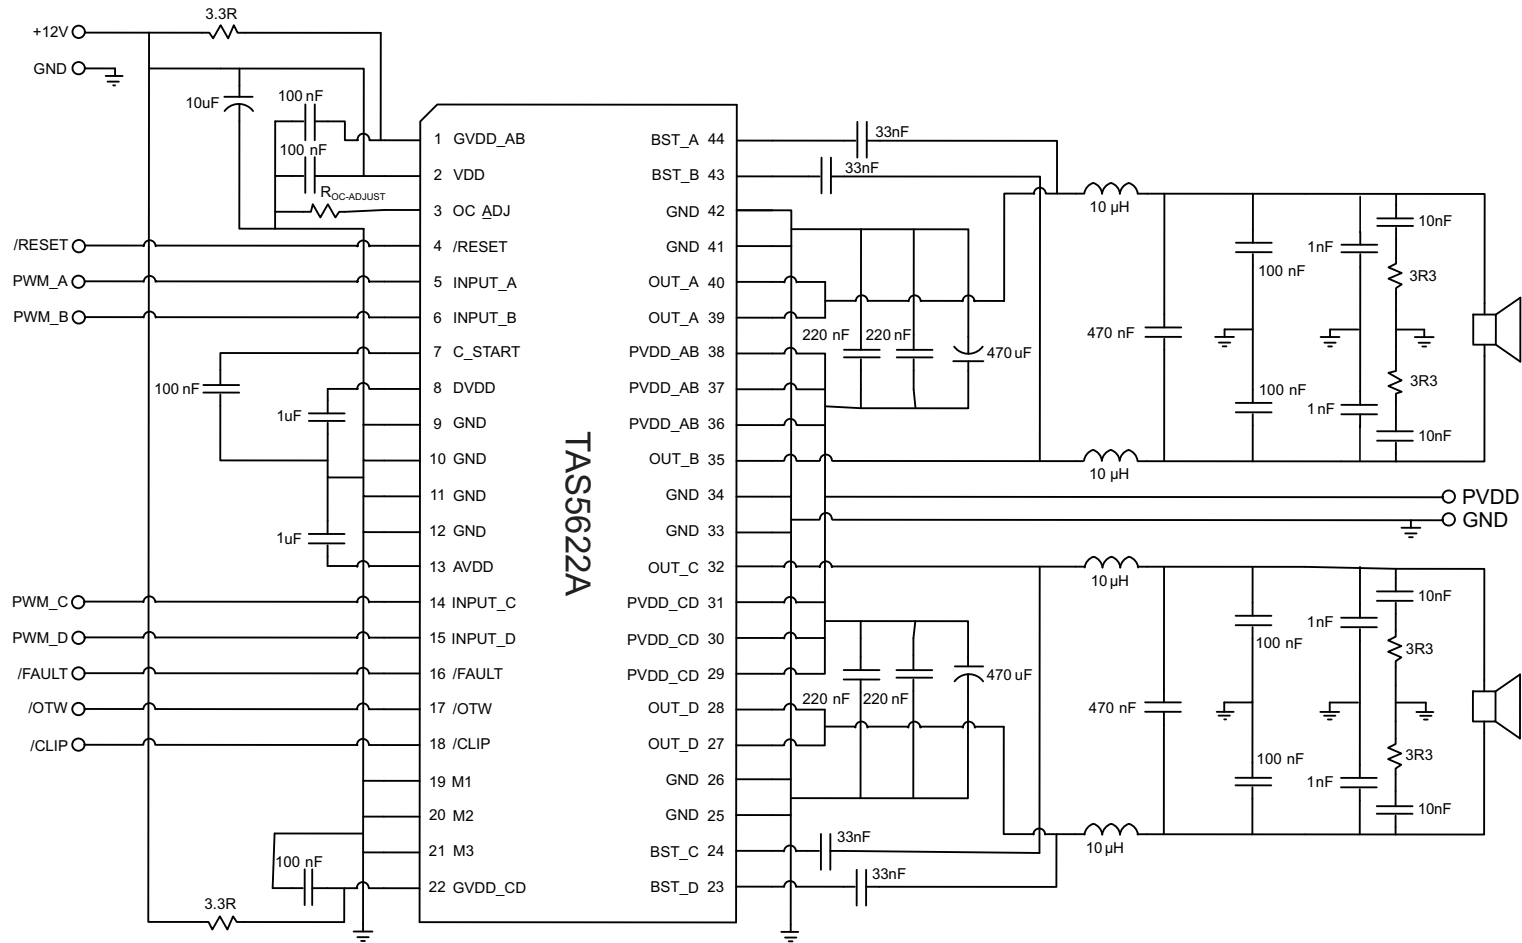 3.3R
+12V
GND
10uF
100 nF
100 nF
R OC-ADJUST
/RESET
PWM_A
PWM_B
100 nF
1uF
1uF
PWM_C
PWM_D
/FAULT
/OTW
/CLIP
100 nF
3.3R
1 GVDD_AB
2 VDD
3 OC_ADJ
4 /RESET
5 INPUT_A
6 INPUT_B
7 C_START
8 DVDD
9 GND
10 GND
11 GND
12 GND
13 AVDD
14 INPUT_C
15 INPUT_D
16 /FAULT
17 /OTW
18 /CLIP
19 M1
20 M2
21 M3
22 GVDD_CD
TAS5622A
BST_A 44
BST_B 43
GND 42
GND 41
OUT_A 40
OUT_A 39
PVDD_AB 38
PVDD_AB 37
PVDD_AB 36
OUT_B 35
GND 34
GND 33
OUT_C 32
PVDD_CD 31
PVDD_CD 30
PVDD_CD 29
OUT_D 28
OUT_D 27
GND 26
GND 25
BST_C 24
BST_D 23
33nF
33nF
220 nF
220 nF
470 uF
10 µH
10 µH
470 nF
100 nF
100 nF
1nF
1nF
10nF
3R3
3R3
10nF
PVDD
GND
220 nF
220 nF
470 uF
33nF
33nF
10 µH
10 µH
470 nF
100 nF
100 nF
1nF
1nF
10nF
3R3
3R3
10nF